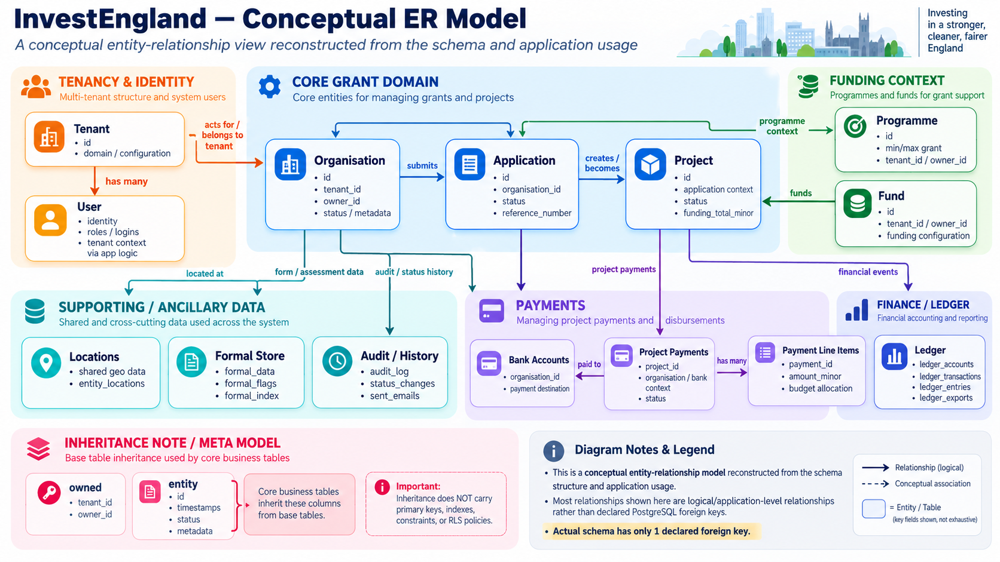 InvestEngland — Conceptual ER Model
A conceptual entity-relationship view reconstructed from the schema and application usage
Investing
in a stronger,
cleaner, fairer
England
TENANCY & IDENTITY
Multi-tenant structure and system users
Tenant
• id
• domain / configuration
acts for /
belongs to
tenant
has many
User
• identity
• roles / logins
• tenant context
via app logic
CORE GRANT DOMAIN
Core entities for managing grants and projects
Organisation
• id
• tenant_id
• owner_id
• status / metadata
submits
Application
• id
• organisation_id
• status
• reference_number
creates /
becomes
Project
• id
• application context
• status
• funding_total_minor
FUNDING CONTEXT
Programmes and funds for grant support
programme
context
Programme
• id
• min/max grant
• tenant_id / owner_id
funds
Fund
• id
• tenant_id / owner_id
• funding configuration
located at
form / assessment data
audit / status history
project payments
financial events
SUPPORTING / ANCILLARY DATA
Shared and cross-cutting data used across the system
Locations
• shared geo data
• entity_locations
Formal Store
• formal_data
• formal_flags
• formal_index
Audit / History
• audit_log
• status_changes
• sent_emails
PAYMENTS
Managing project payments and disbursements
Bank Accounts
• organisation_id
• payment destination
paid to
Project Payments
• project_id
• organisation / bank
context
• status
has many
Payment Line Items
• payment_id
• amount_minor
• budget allocation
FINANCE / LEDGER
Financial accounting and reporting
Ledger
• ledger_accounts
• ledger_transactions
• ledger_entries
• ledger_exports
INHERITANCE NOTE / META MODEL
Base table inheritance used by core business tables
owned
• tenant_id
• owner_id
entity
• id
• timestamps
• status
• metadata
Core business tables
inherit these columns
from base tables.
Important:
Inheritance does NOT carry
primary keys, indexes,
constraints, or RLS policies.
Diagram Notes & Legend
• This is a conceptual entity-relationship model reconstructed from the schema
structure and application usage.
• Most relationships shown here are logical/application-level relationships
rather than declared PostgreSQL foreign keys.
• Actual schema has only 1 declared foreign key.
Relationship (logical)
Conceptual association
= Entity / Table
(key fields shown, not exhaustive)